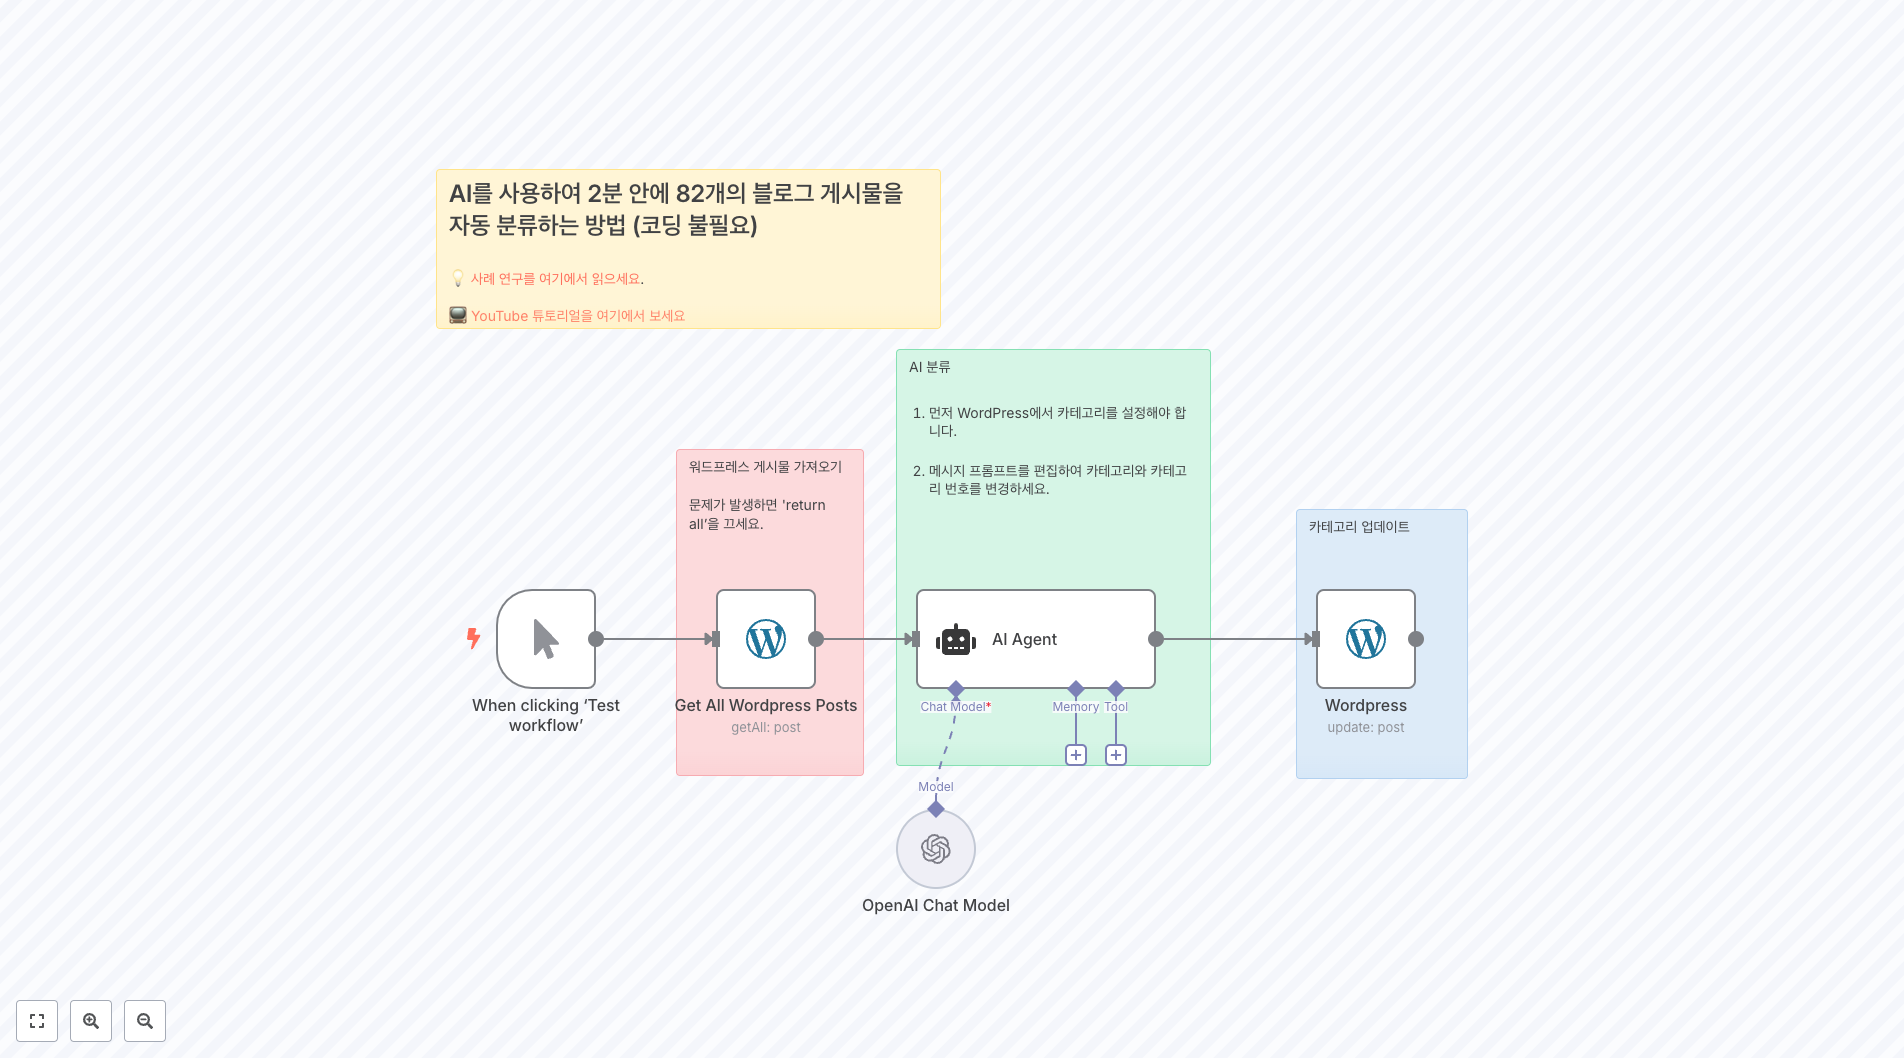 AI를 사용하여 2분 안에 82개의 블로그 게시물을
자동 분류하는 방법 (코딩 불필요)
사례 연구를 여기에서 읽으세요.
YouTube 튜토리얼을 여기에서 보세요
AI 분류
1. 먼저 WordPress에서 카테고리를 설정해야 합
니다.
2. 메시지 프롬프트를 편집하여 카테고리와 카테고
리 번호를 변경하세요.
워드프레스 게시물 가져오기
문제가 발생하면 'return
all'을 끄세요.
카테고리 업데이트
AI Agent
When clicking ‘Test
workflow’
Get All Wordpress Posts
getAll: post
Chat Model*
Memory
Tool
Wordpress
update: post
Model
OpenAI Chat Model